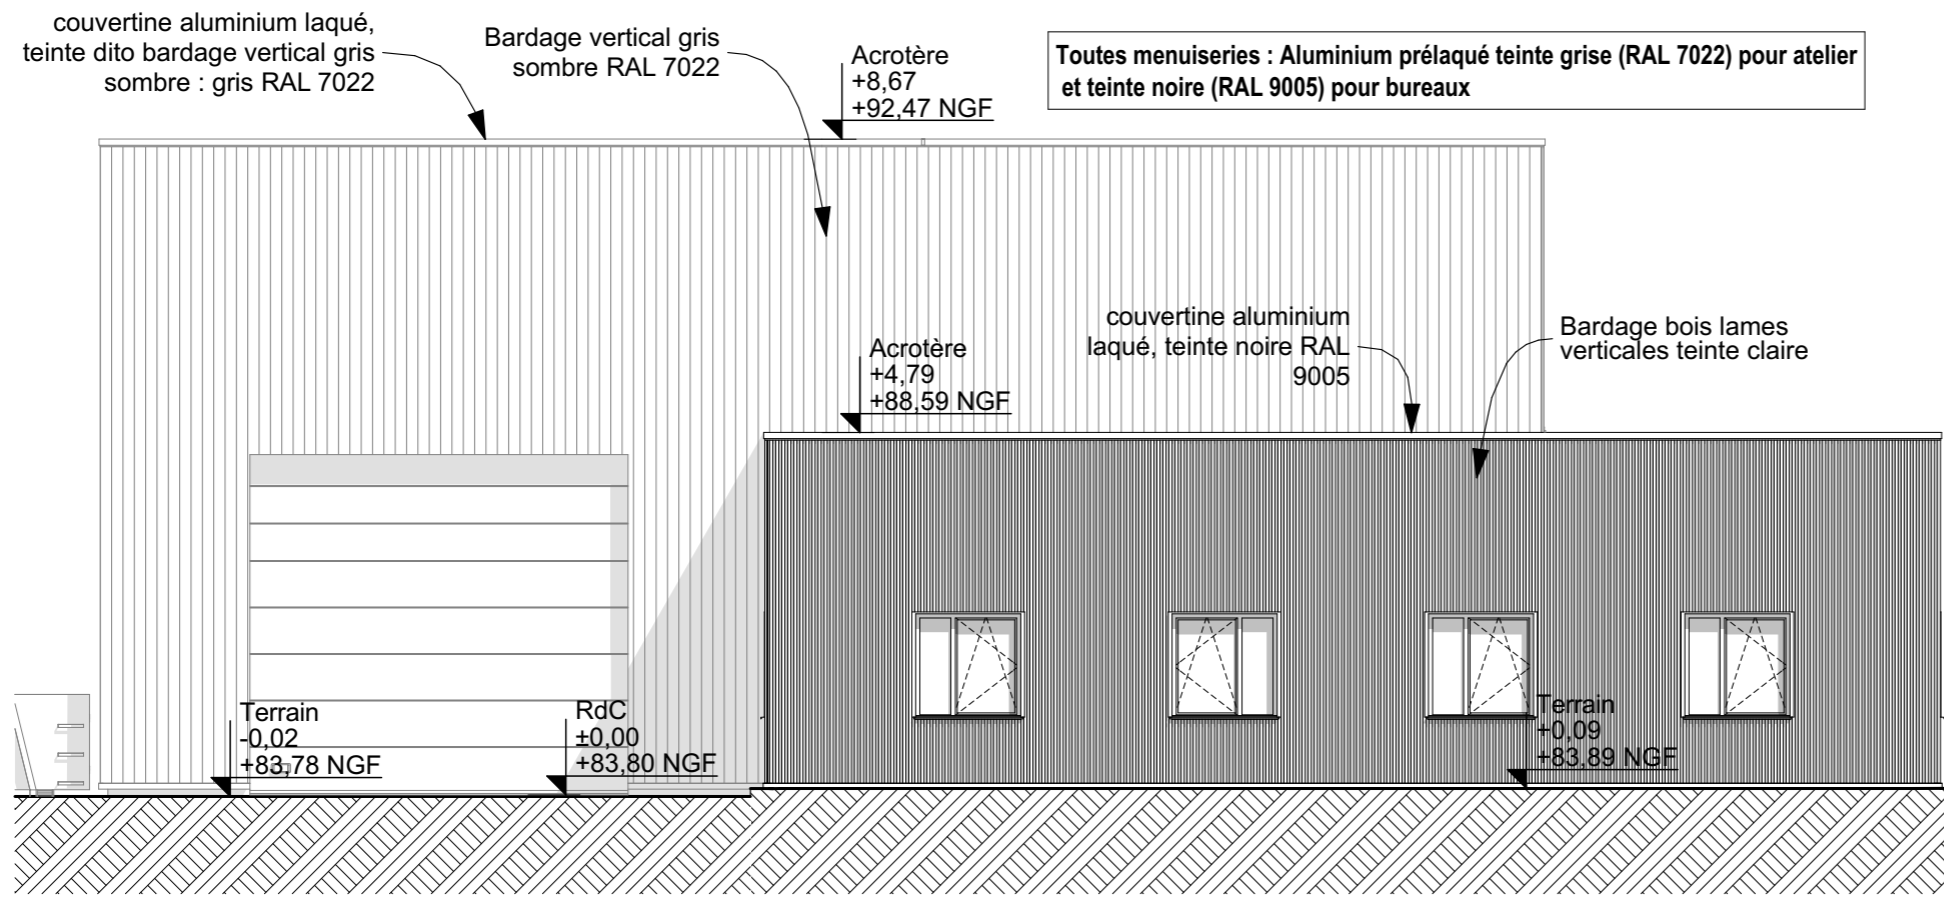 couvertine aluminium laqué,
teinte dito bardage vertical gris
sombre : gris RAL 7022
Bardage vertical gris
sombre RAL 7022
Acrotère
+8,67
+92,47 NGF
Toutes menuiseries : Aluminium prélaqué teinte grise (RAL 7022) pour atelier
et teinte noire (RAL 9005) pour bureaux
couvertine aluminium
laqué, teinte noire RAL
9005
Bardage bois lames
verticales teinte claire
Acrotère
+4,79
+88,59 NGF
Terrain
-0,02
+83,78 NGF
RdC
±0,00
+83,80 NGF
Terrain
+0,09
+83,89 NGF